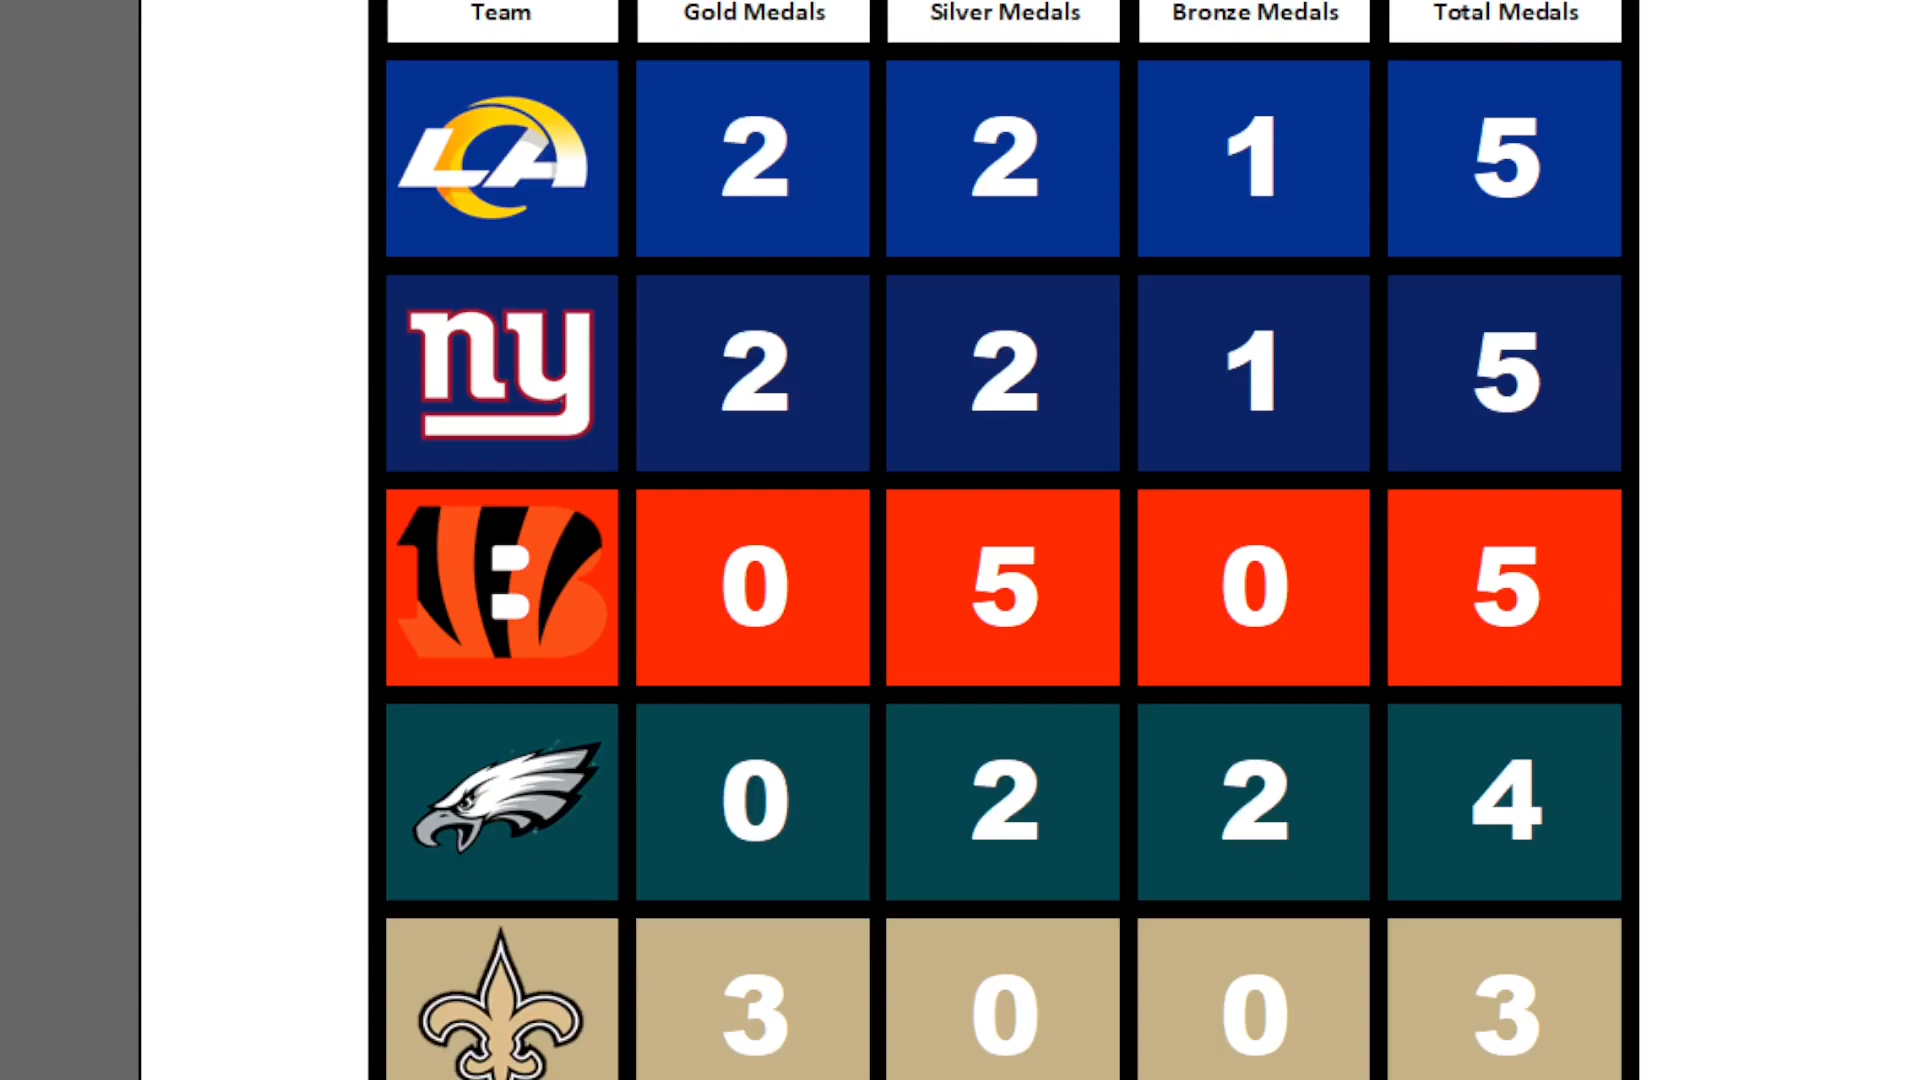 Team Gold Medals Silver Medals Bronze Medals Total Medals
LA 2 2 1 5
ny 2 2 1 5
B 0 5 0 5
0 2 2 4
3 0 0 3